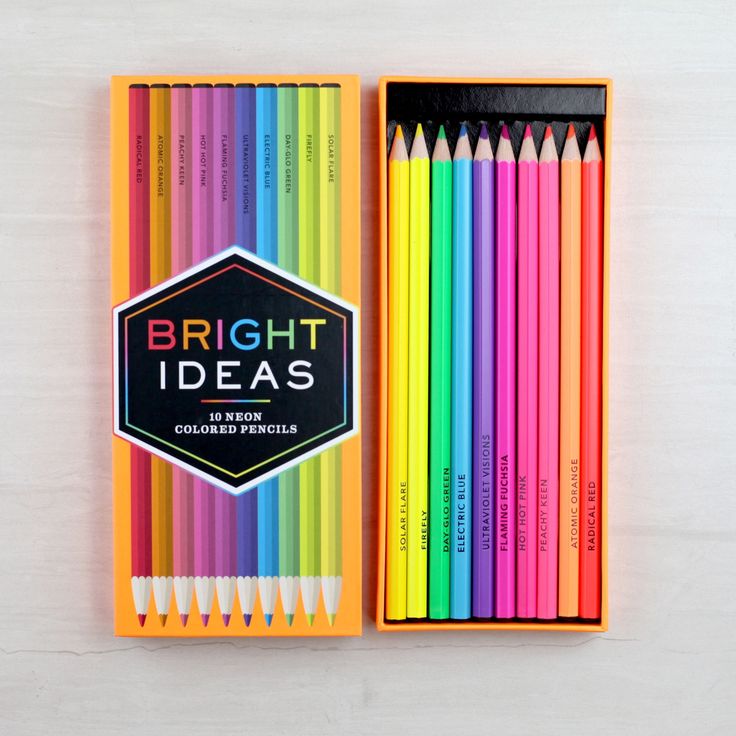 RADICAL RED
ATOMIC ORANGE
PEACHY KEEN
HOT HOT PINK
FLAMING FUCHSIA
ULTRAVIOLET VISIONS
ELECTRIC BLUE
DAY-GLO GREEN
FIREFLY
SOLAR FLARE
BRIGHT
IDEAS
10 NEON
COLORED PENCILS
SOLAR FLARE
FIREFLY
DAY-GLO GREEN
ELECTRIC BLUE
ULTRAVIOLET VISIONS
FLAMING FUCHSIA
HOT HOT PINK
PEACHY KEEN
ATOMIC ORANGE
RADICAL RED